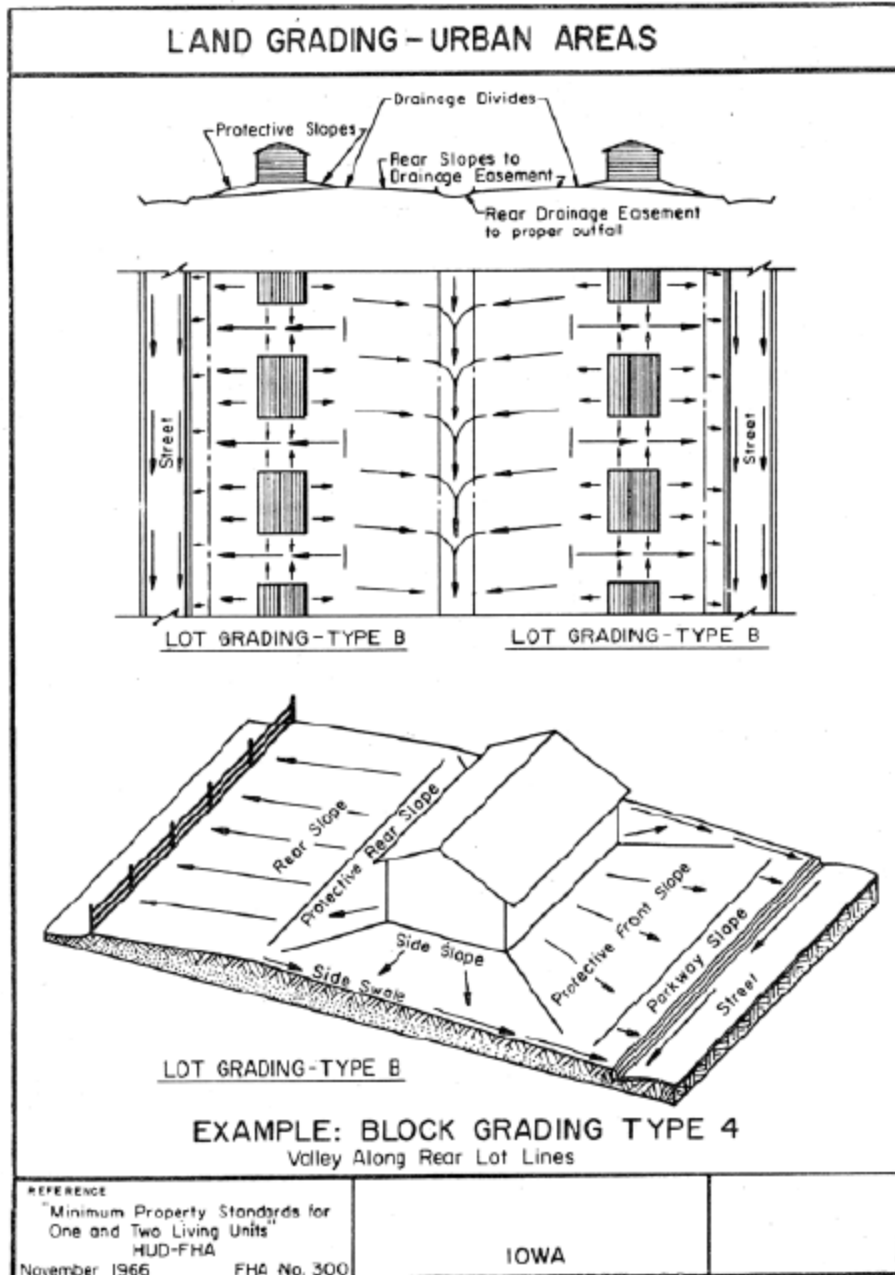 LAND GRADING-URBAN AREAS
Drainage Divides
Protective Slopes
Rear Slopes to
Drainage Easement
Rear Drainage Easement
to proper outfall
Street
Street
LOT GRADING-TYPE B
LOT GRADING-TYPE B
Rear Slope
Protective Rear Slope
Side Slope
Side Swale
Protective Front Slope
Parkway Slope
Street
LOT GRADING-TYPE B
EXAMPLE: BLOCK GRADING TYPE 4
Valley Along Rear Lot Lines
REFERENCE
"Minimum Property Standards for
One and Two Living Units"
HUD-FHA
November 1966 FHA No. 300
IOWA